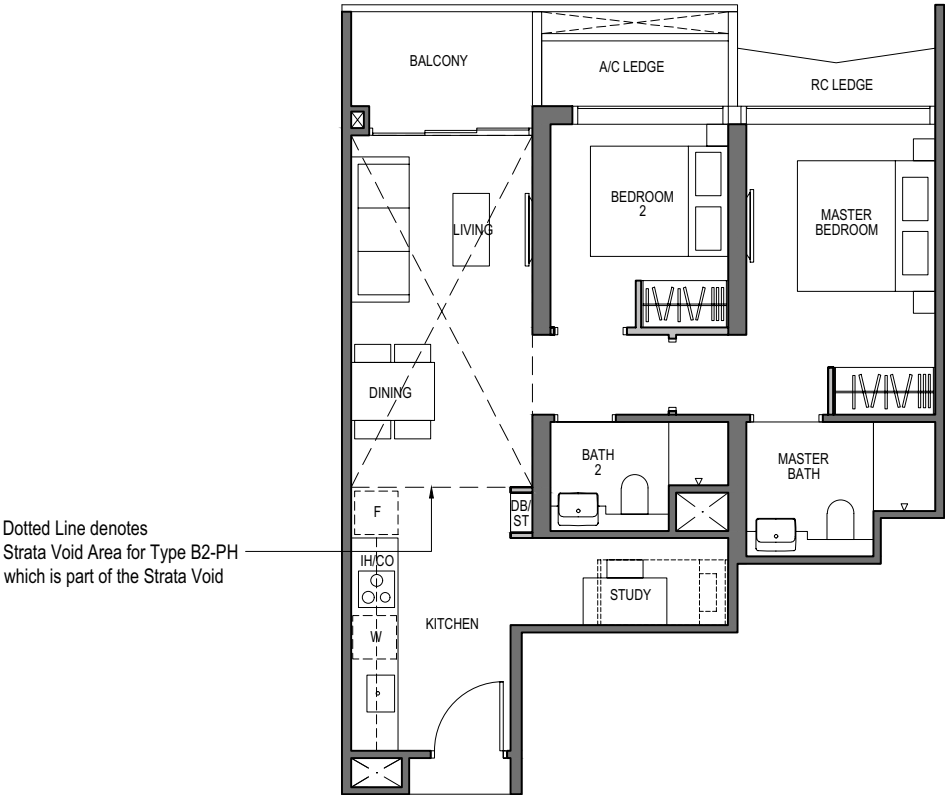 BALCONY
A/C LEDGE
RC LEDGE
BEDROOM
2
MASTER
BEDROOM
LIVING
DINING
BATH
2
MASTER
BATH
F
DB/
ST
Dotted Line denotes
Strata Void Area for Type B2-PH
which is part of the Strata Void
IH/CO
STUDY
KITCHEN
W